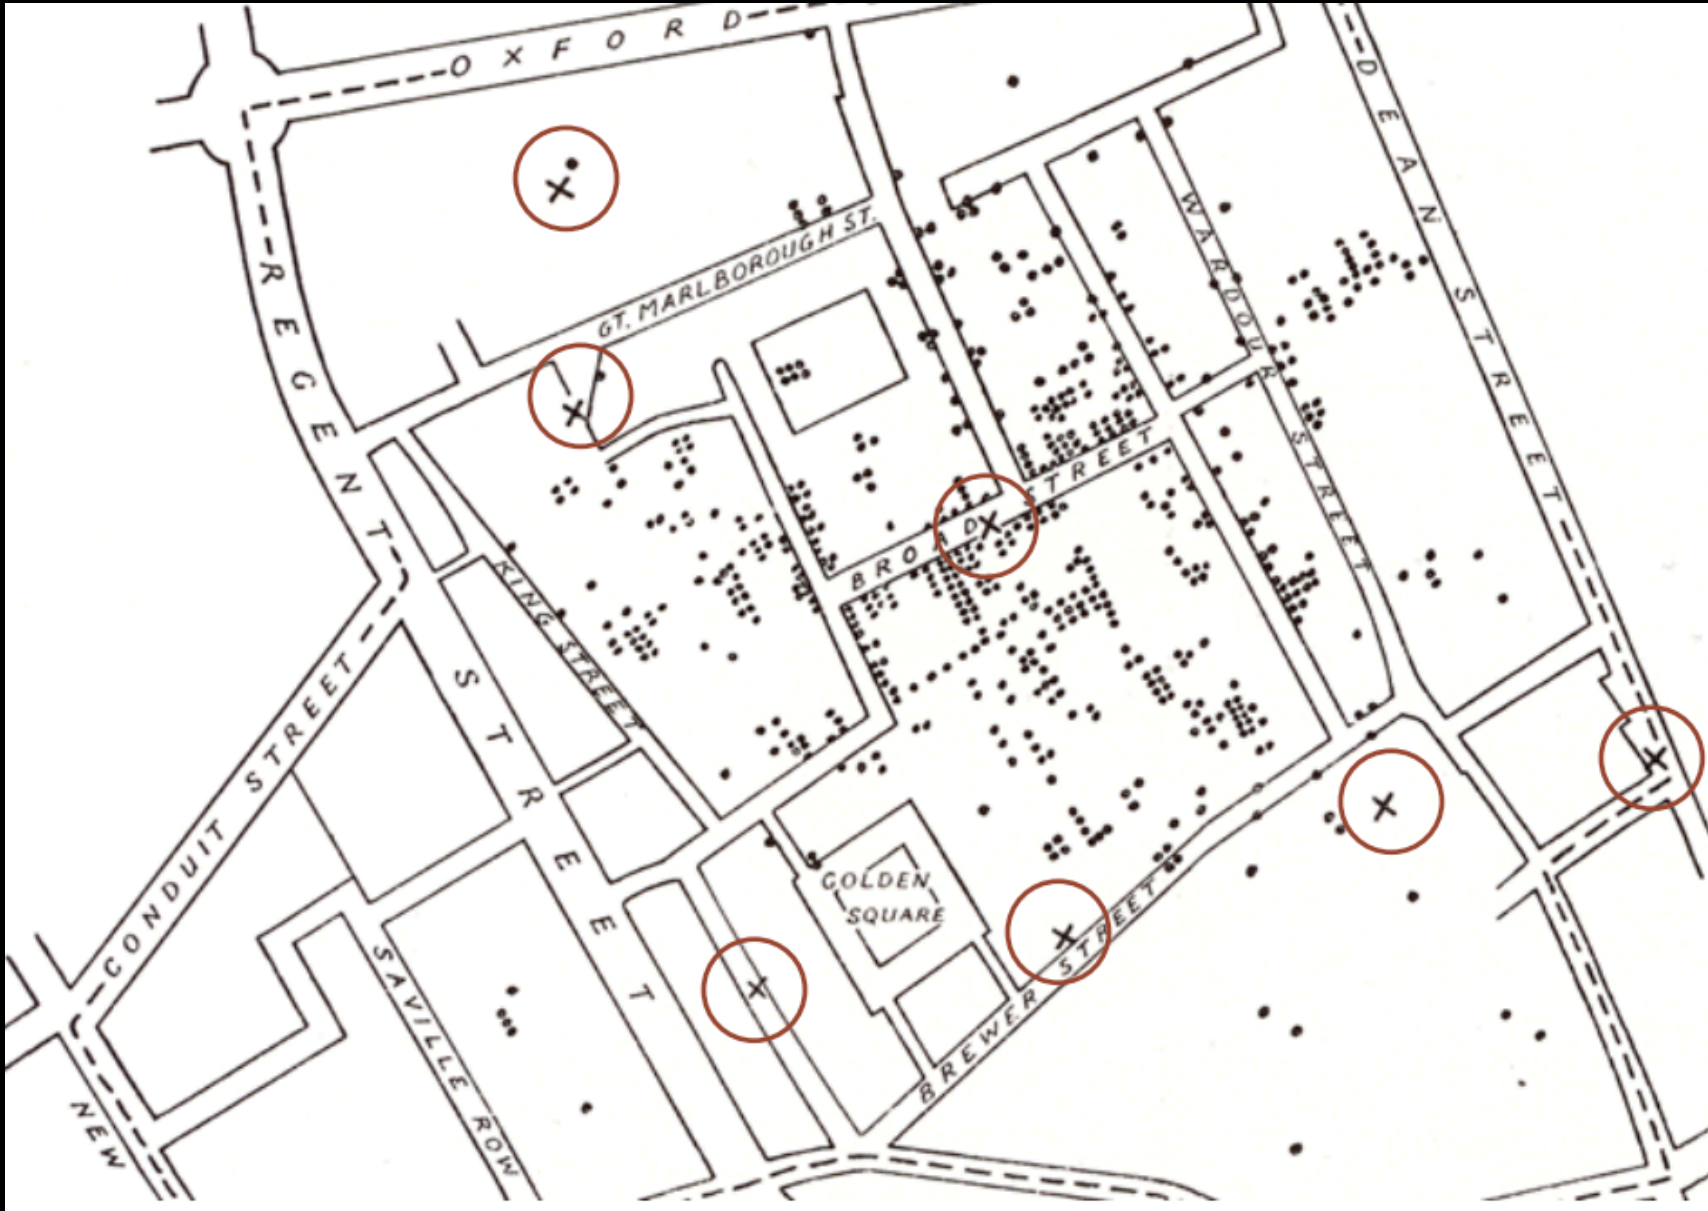 OXFORD
DEAN STREET
REGENT STREET
WARDOUR STREET
GT. MARLBOROUGH ST.
BROAD STREET
KING STREET
CONDUIT STREET
GOLDEN
SQUARE
BREWER STREET
SAVILLE ROW
NEW